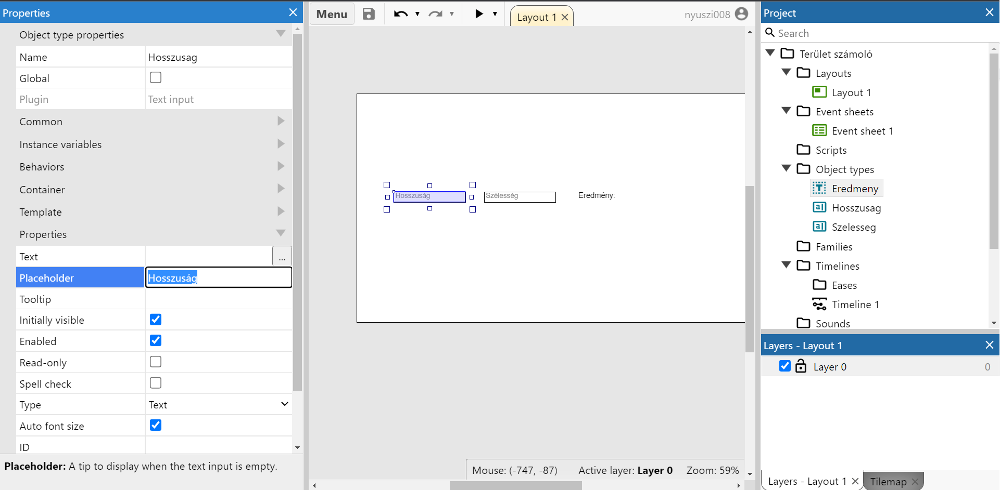 Properties
Object type properties
Name Hosszusag
Global
Plugin Text input
Common
Instance variables
Behaviors
Container
Template
Properties
Text ...
Placeholder Hosszuság
Tooltip
Initially visible
Enabled
Read-only
Spell check
Type Text
Auto font size
ID
Placeholder: A tip to display when the text input is empty.
Menu
Layout 1
nyuszi008
Hosszuság
Szélesség
Eredmény:
Mouse: (-747, -87) Active layer: Layer 0 Zoom: 59%
Project
Search
Terület számoló
Layouts
Layout 1
Event sheets
Event sheet 1
Scripts
Object types
Eredmeny
Hosszusag
Szelesseg
Families
Timelines
Eases
Timeline 1
Sounds
Layers - Layout 1
Layer 0 0
Layers - Layout 1 Tilemap